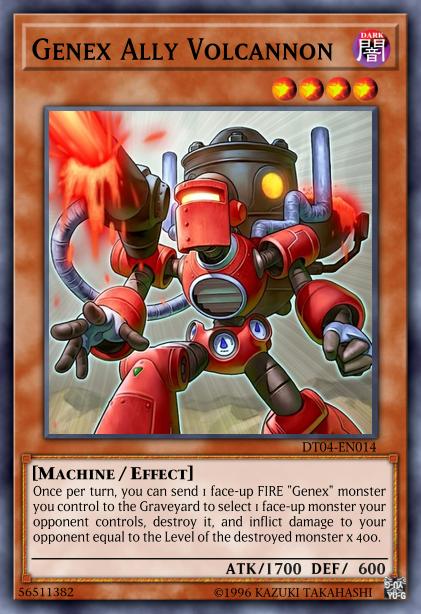 GENEX ALLY VOLCANNON
DARK
闇
DT04-EN014
[MACHINE / EFFECT]
Once per turn, you can send 1 face-up FIRE "Genex" monster
you control to the Graveyard to select 1 face-up monster your
opponent controls, destroy it, and inflict damage to your
opponent equal to the Level of the destroyed monster x 400.
ATK/1700 DEF/ 600
56511382
©1996 KAZUKI TAKAHASHI